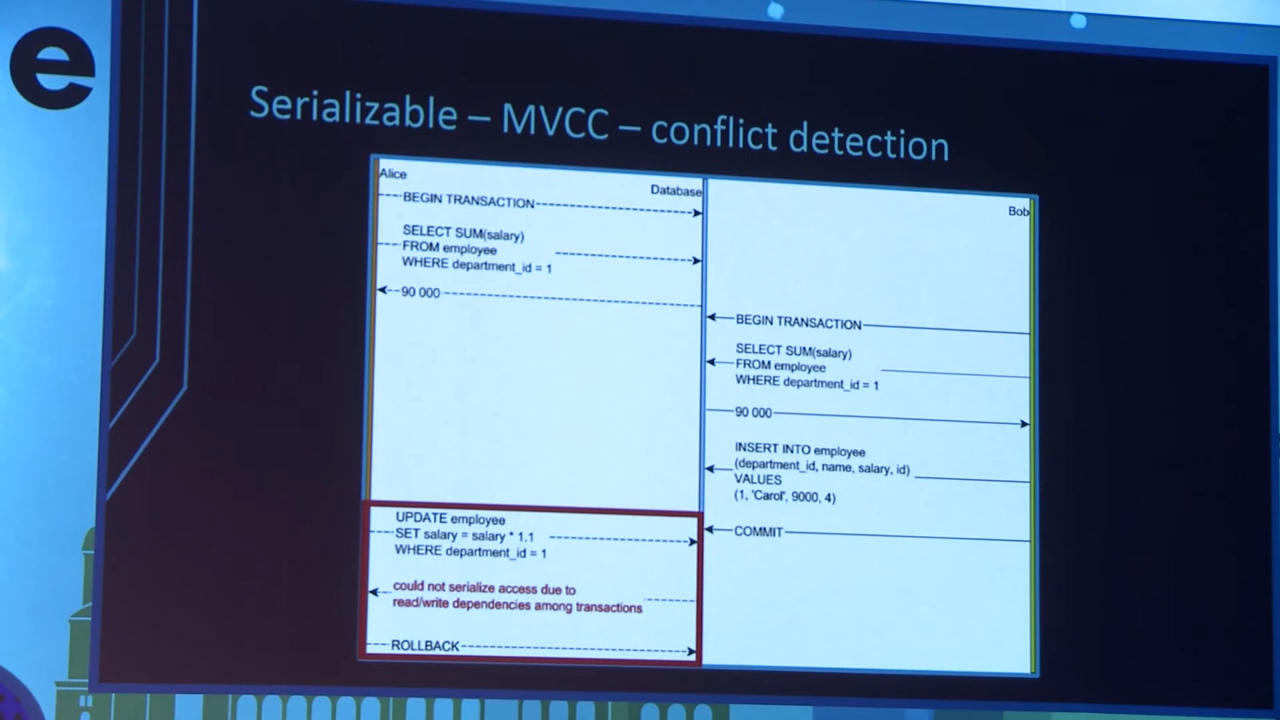 e
Serializable – MVCC – conflict detection
Alice
Database
Bob
BEGIN TRANSACTION
SELECT SUM(salary)
FROM employee
WHERE department_id = 1
90 000
BEGIN TRANSACTION
SELECT SUM(salary)
FROM employee
WHERE department_id = 1
90 000
INSERT INTO employee
(department_id, name, salary, id)
VALUES
(1, 'Carol', 9000, 4)
COMMIT
UPDATE employee
SET salary = salary * 1.1
WHERE department_id = 1
could not serialize access due to
read/write dependencies among transactions
ROLLBACK